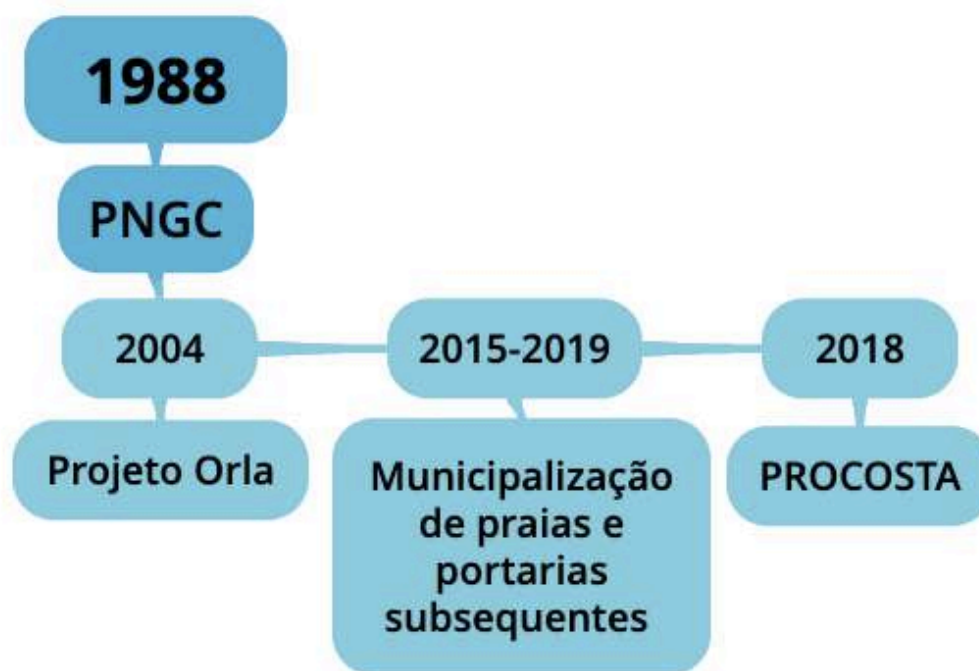 1988
PNGC
2004
2015-2019
2018
Projeto Orla
Municipalização
de praias e
portarias
subsequentes
PROCOSTA